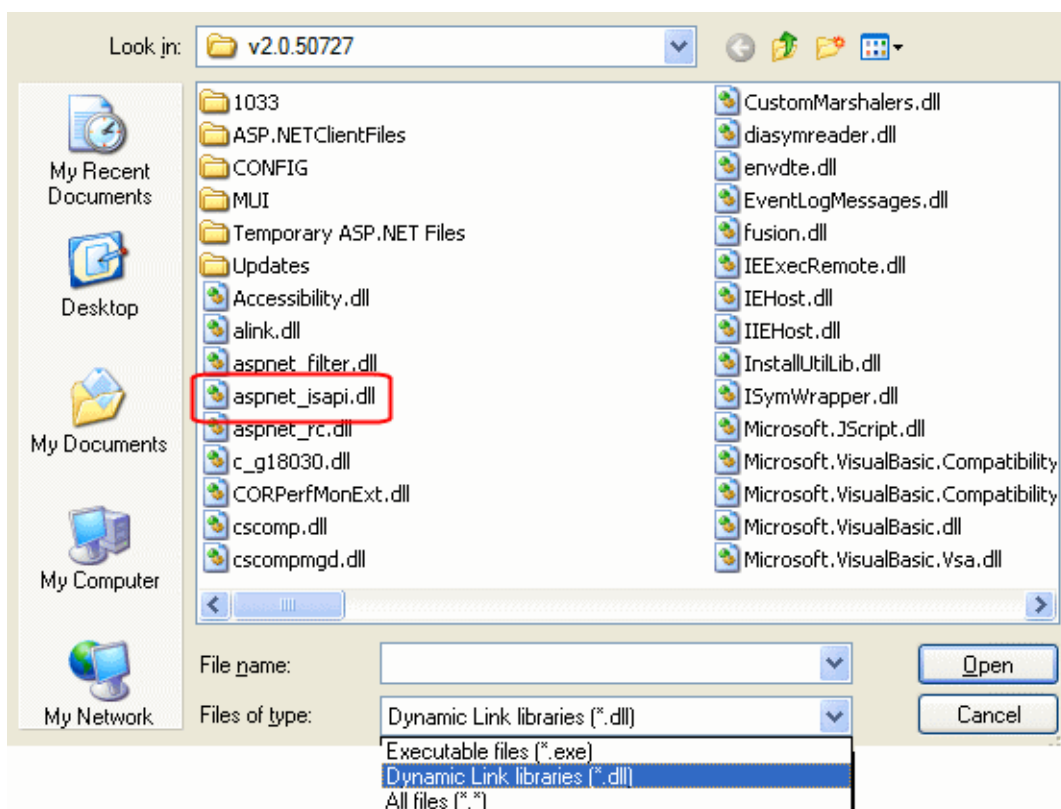 Look in:
v2.0.50727
My Recent
Documents
Desktop
My Documents
My Computer
My Network
1033
ASP.NETClientFiles
CONFIG
MUI
Temporary ASP.NET Files
Updates
Accessibility.dll
alink.dll
aspnet_filter.dll
aspnet_isapi.dll
aspnet_rc.dll
c_g18030.dll
CORPerfMonExt.dll
cscomp.dll
cscompmgd.dll
CustomMarshalers.dll
diasymreader.dll
envdte.dll
EventLogMessages.dll
fusion.dll
IEExecRemote.dll
IEHost.dll
IIEHost.dll
InstallUtilLib.dll
ISymWrapper.dll
Microsoft.JScript.dll
Microsoft.VisualBasic.Compatibility
Microsoft.VisualBasic.Compatibility
Microsoft.VisualBasic.dll
Microsoft.VisualBasic.Vsa.dll
File name:
Open
Files of type:
Dynamic Link libraries (*.dll)
Cancel
Executable files (*.exe)
Dynamic Link libraries (*.dll)
All files (*.*)